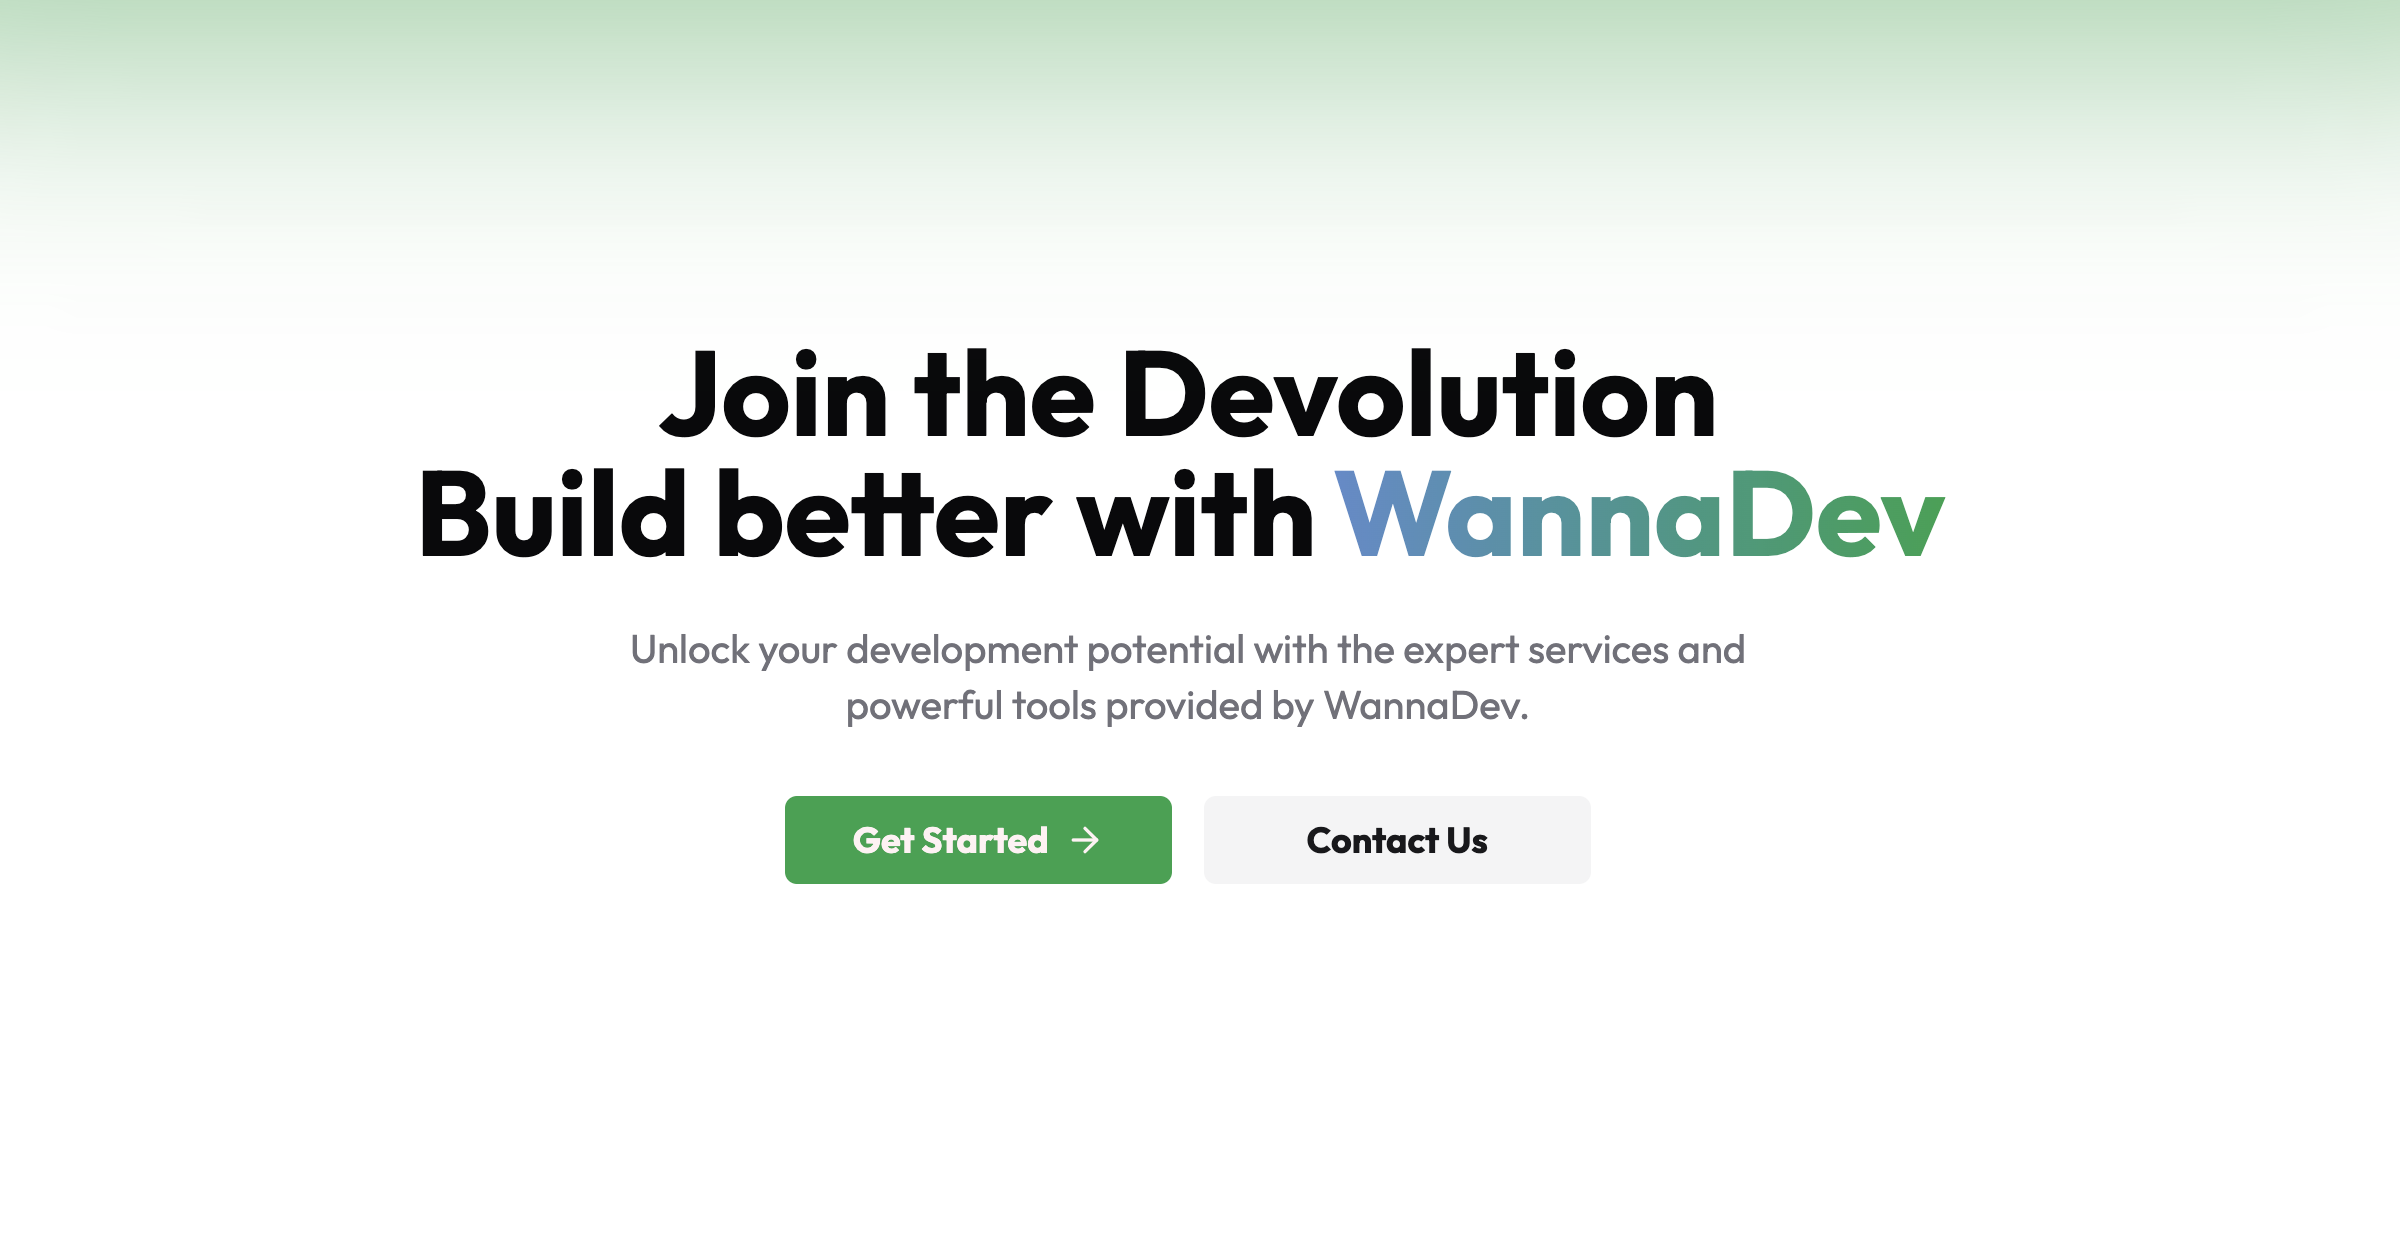 Join the Devolution
Build better with WannaDev
Unlock your development potential with the expert services and
powerful tools provided by WannaDev.
Get Started →
Contact Us